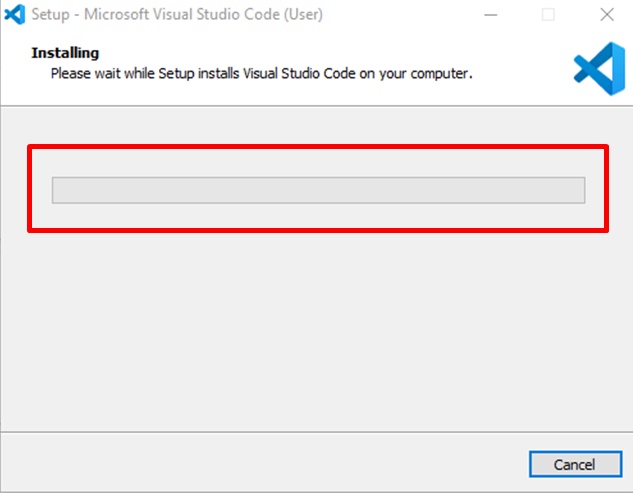 Setup - Microsoft Visual Studio Code (User)
Installing
Please wait while Setup installs Visual Studio Code on your computer.
Cancel